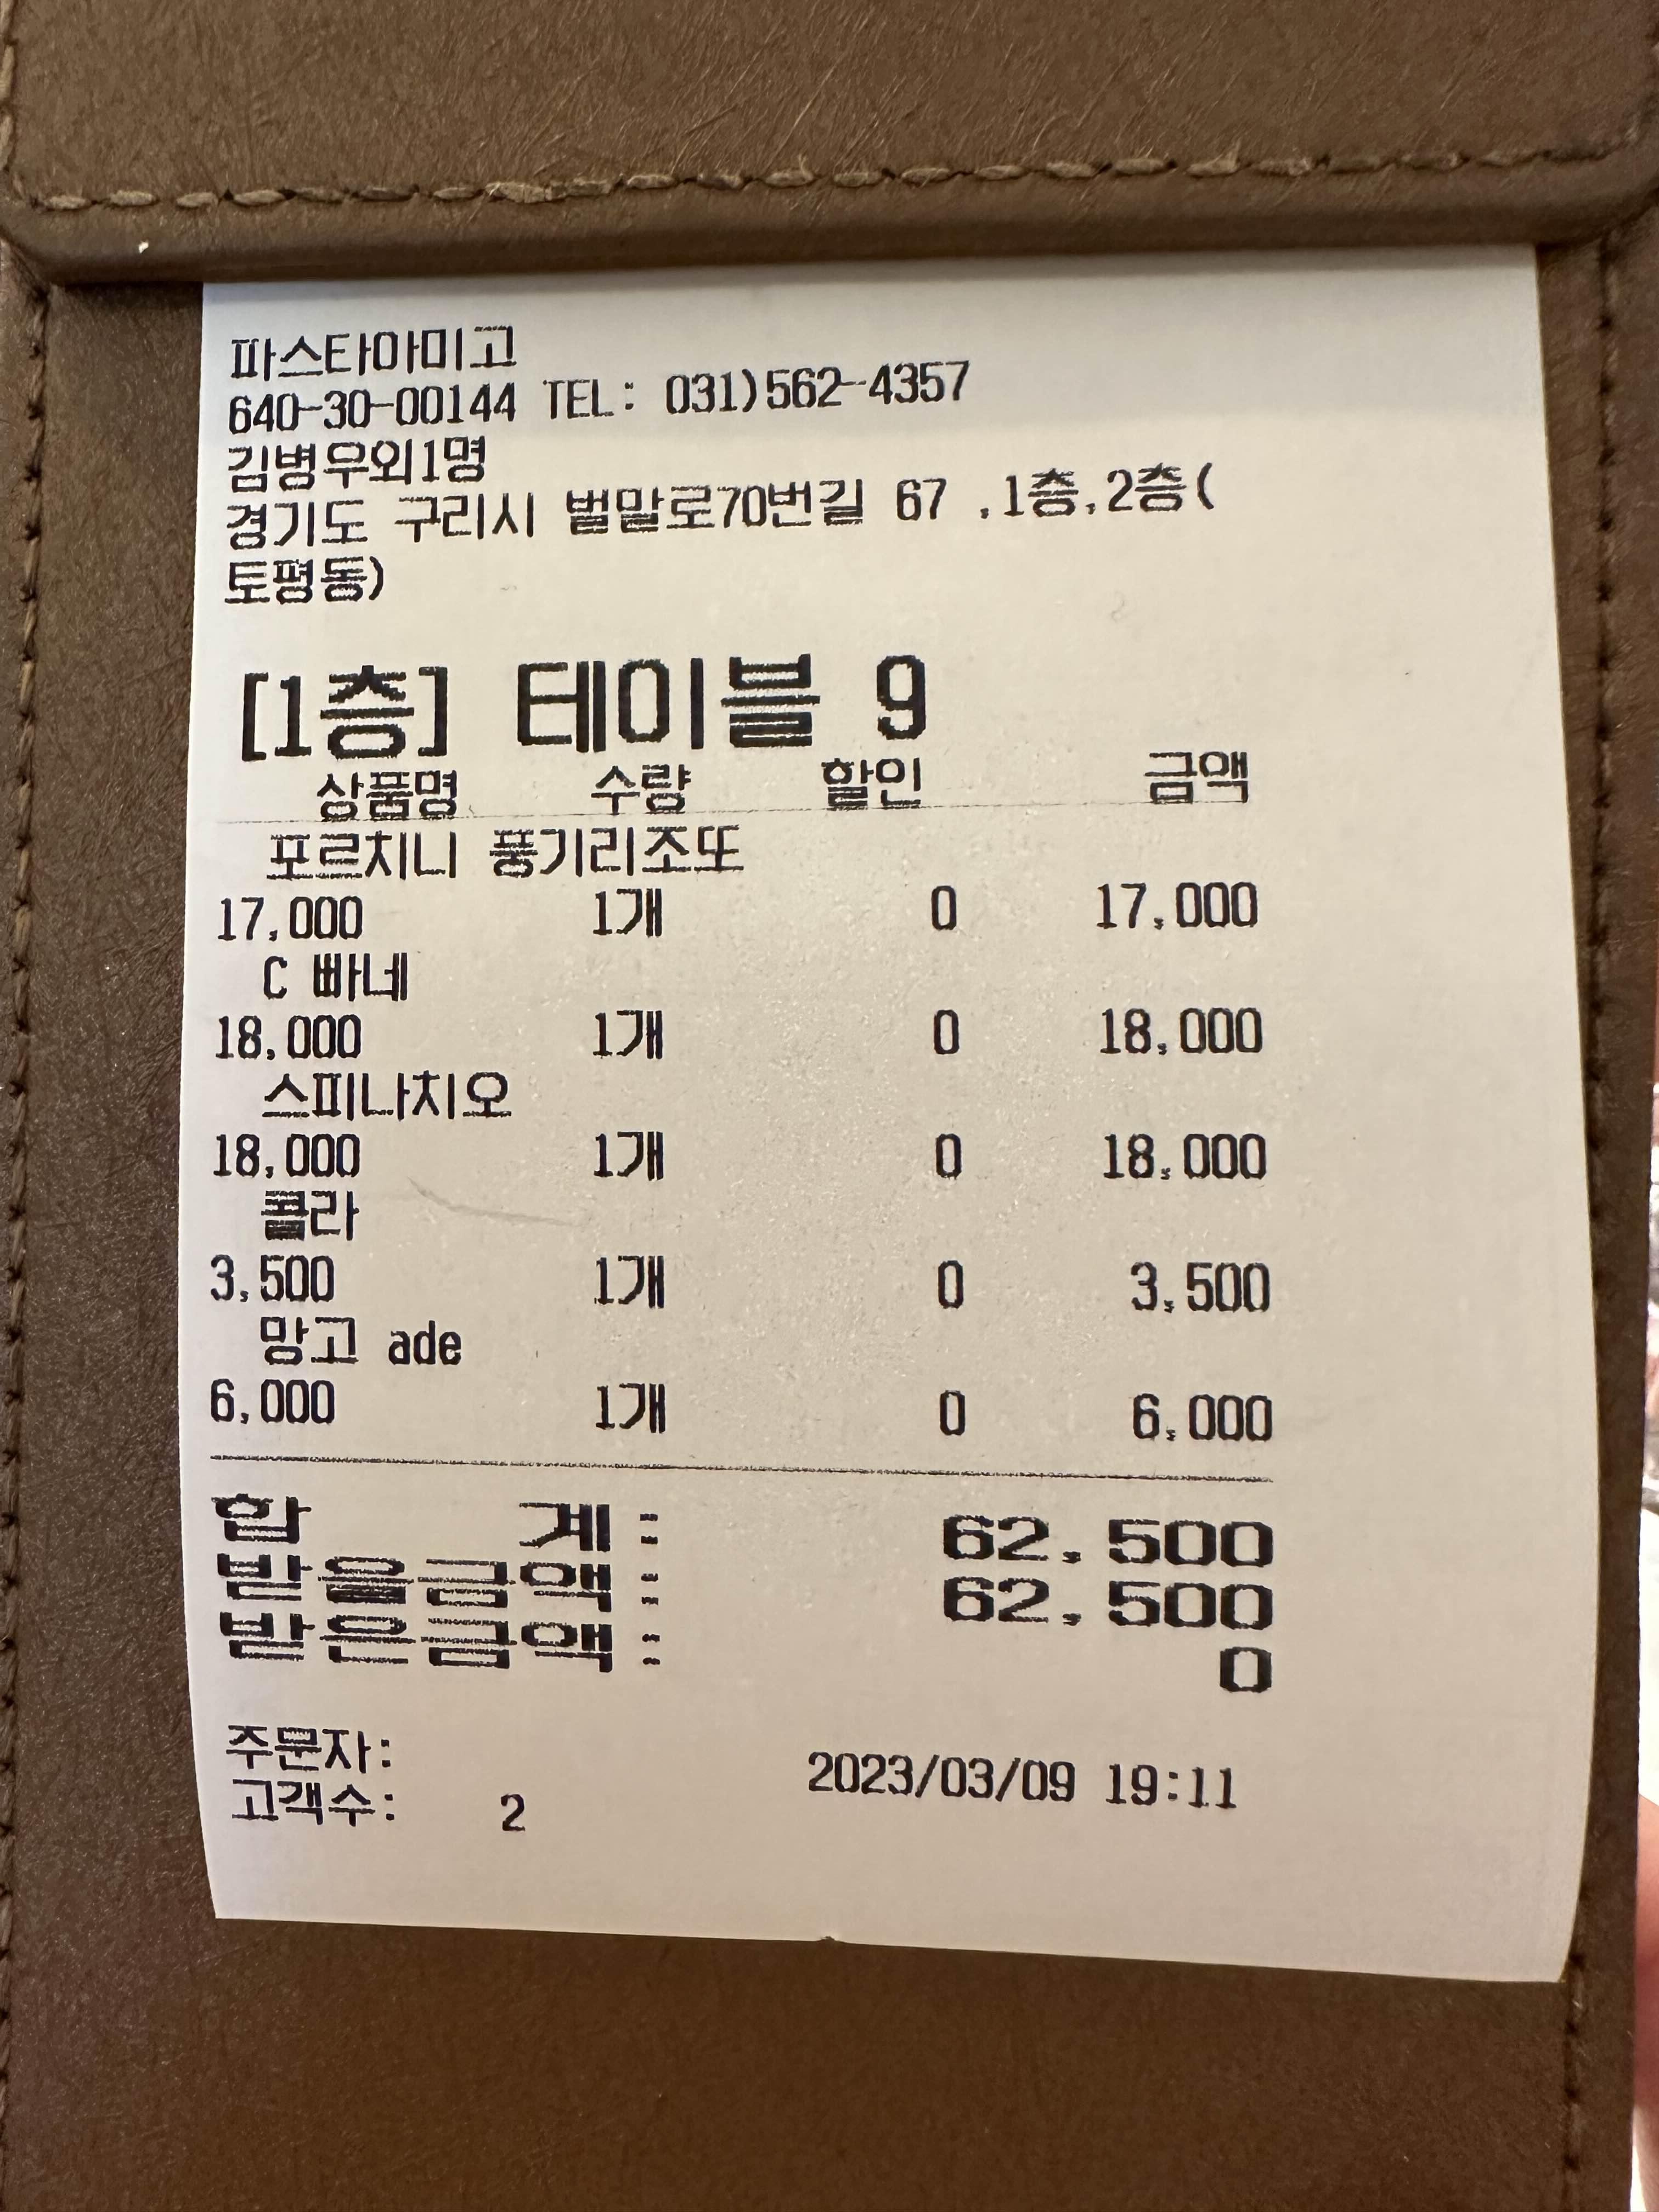 파스타아미고
640-30-00144 TEL: 031)562-4357
김병우외1명
경기도 구리시 벌말로70번길 67 ,1층,2층(
토평동)
[1층] 테이블 9
상품명 수량 할인 금액
포르치니 풍기리조또
17,000 1개 0 17,000
C 빠네
18,000 1개 0 18,000
스피나치오
18,000 1개 0 18,000
콜라
3,500 1개 0 3,500
망고 ade
6,000 1개 0 6,000
합 계: 62,500
받을금액: 62,500
받은금액: 0
주문자:
고객수: 2 2023/03/09 19:11